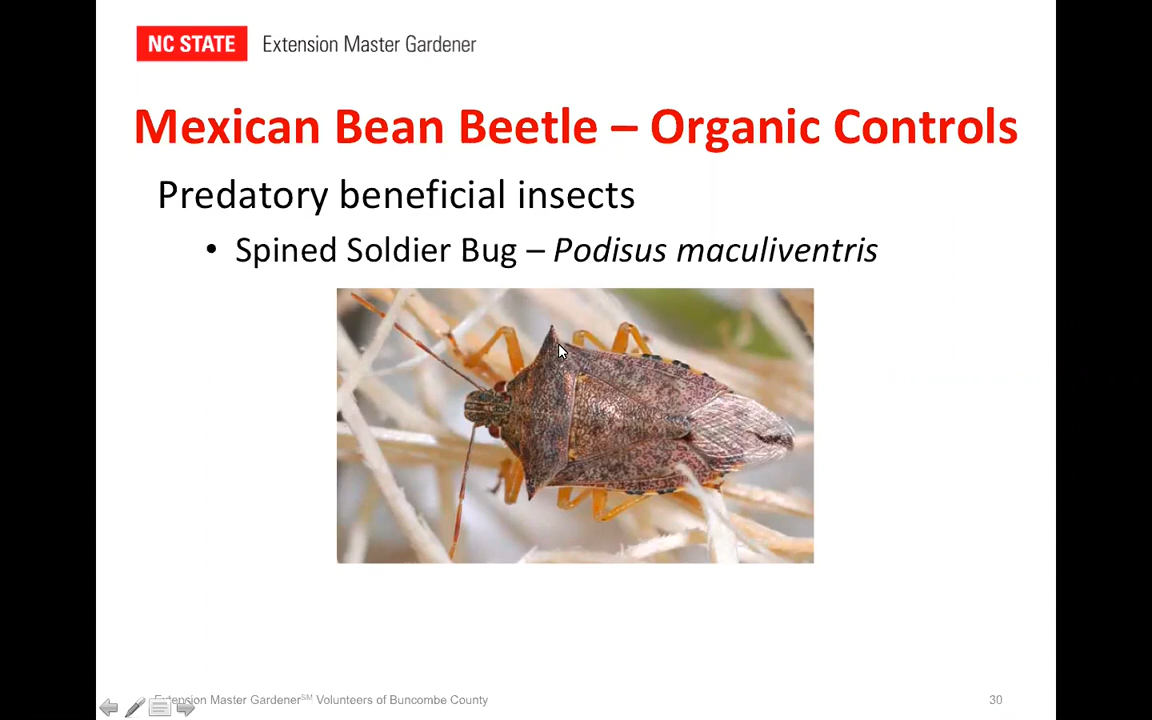 NC STATE Extension Master Gardener
Mexican Bean Beetle – Organic Controls
Predatory beneficial insects
• Spined Soldier Bug – Podisus maculiventris
Extension Master Gardener℠ Volunteers of Buncombe County 30